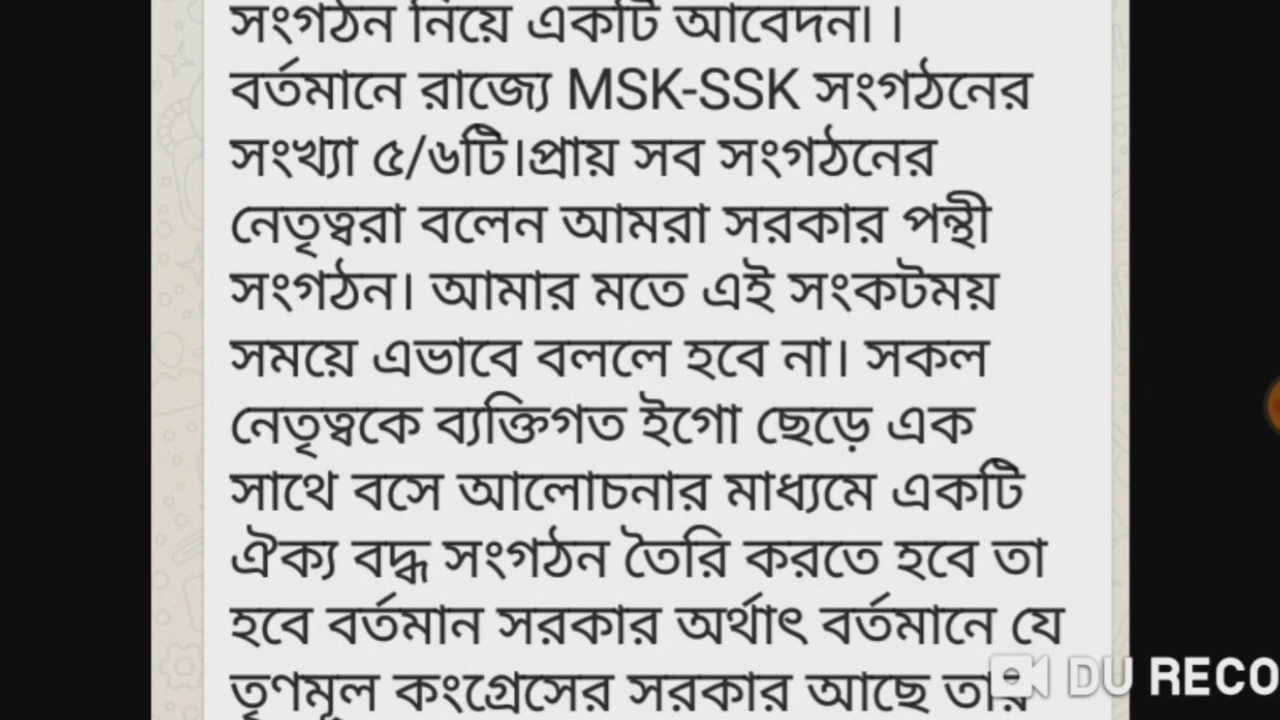 সংগঠন নিয়ে একটি আবেদন। ।
বর্তমানে রাজ্যে MSK-SSK সংগঠনের
সংখ্যা ৫/৬টি।প্রায় সব সংগঠনের
নেতৃত্বরা বলেন আমরা সরকার পন্থী
সংগঠন। আমার মতে এই সংকটময়
সময়ে এভাবে বললে হবে না। সকল
নেতৃত্বকে ব্যক্তিগত ইগো ছেড়ে এক
সাথে বসে আলোচনার মাধ্যমে একটি
ঐক্য বদ্ধ সংগঠন তৈরি করতে হবে তা
হবে বর্তমান সরকার অর্থাৎ বর্তমানে যে
তৃণমূল কংগ্রেসের সরকার আছে তার
DU RECO